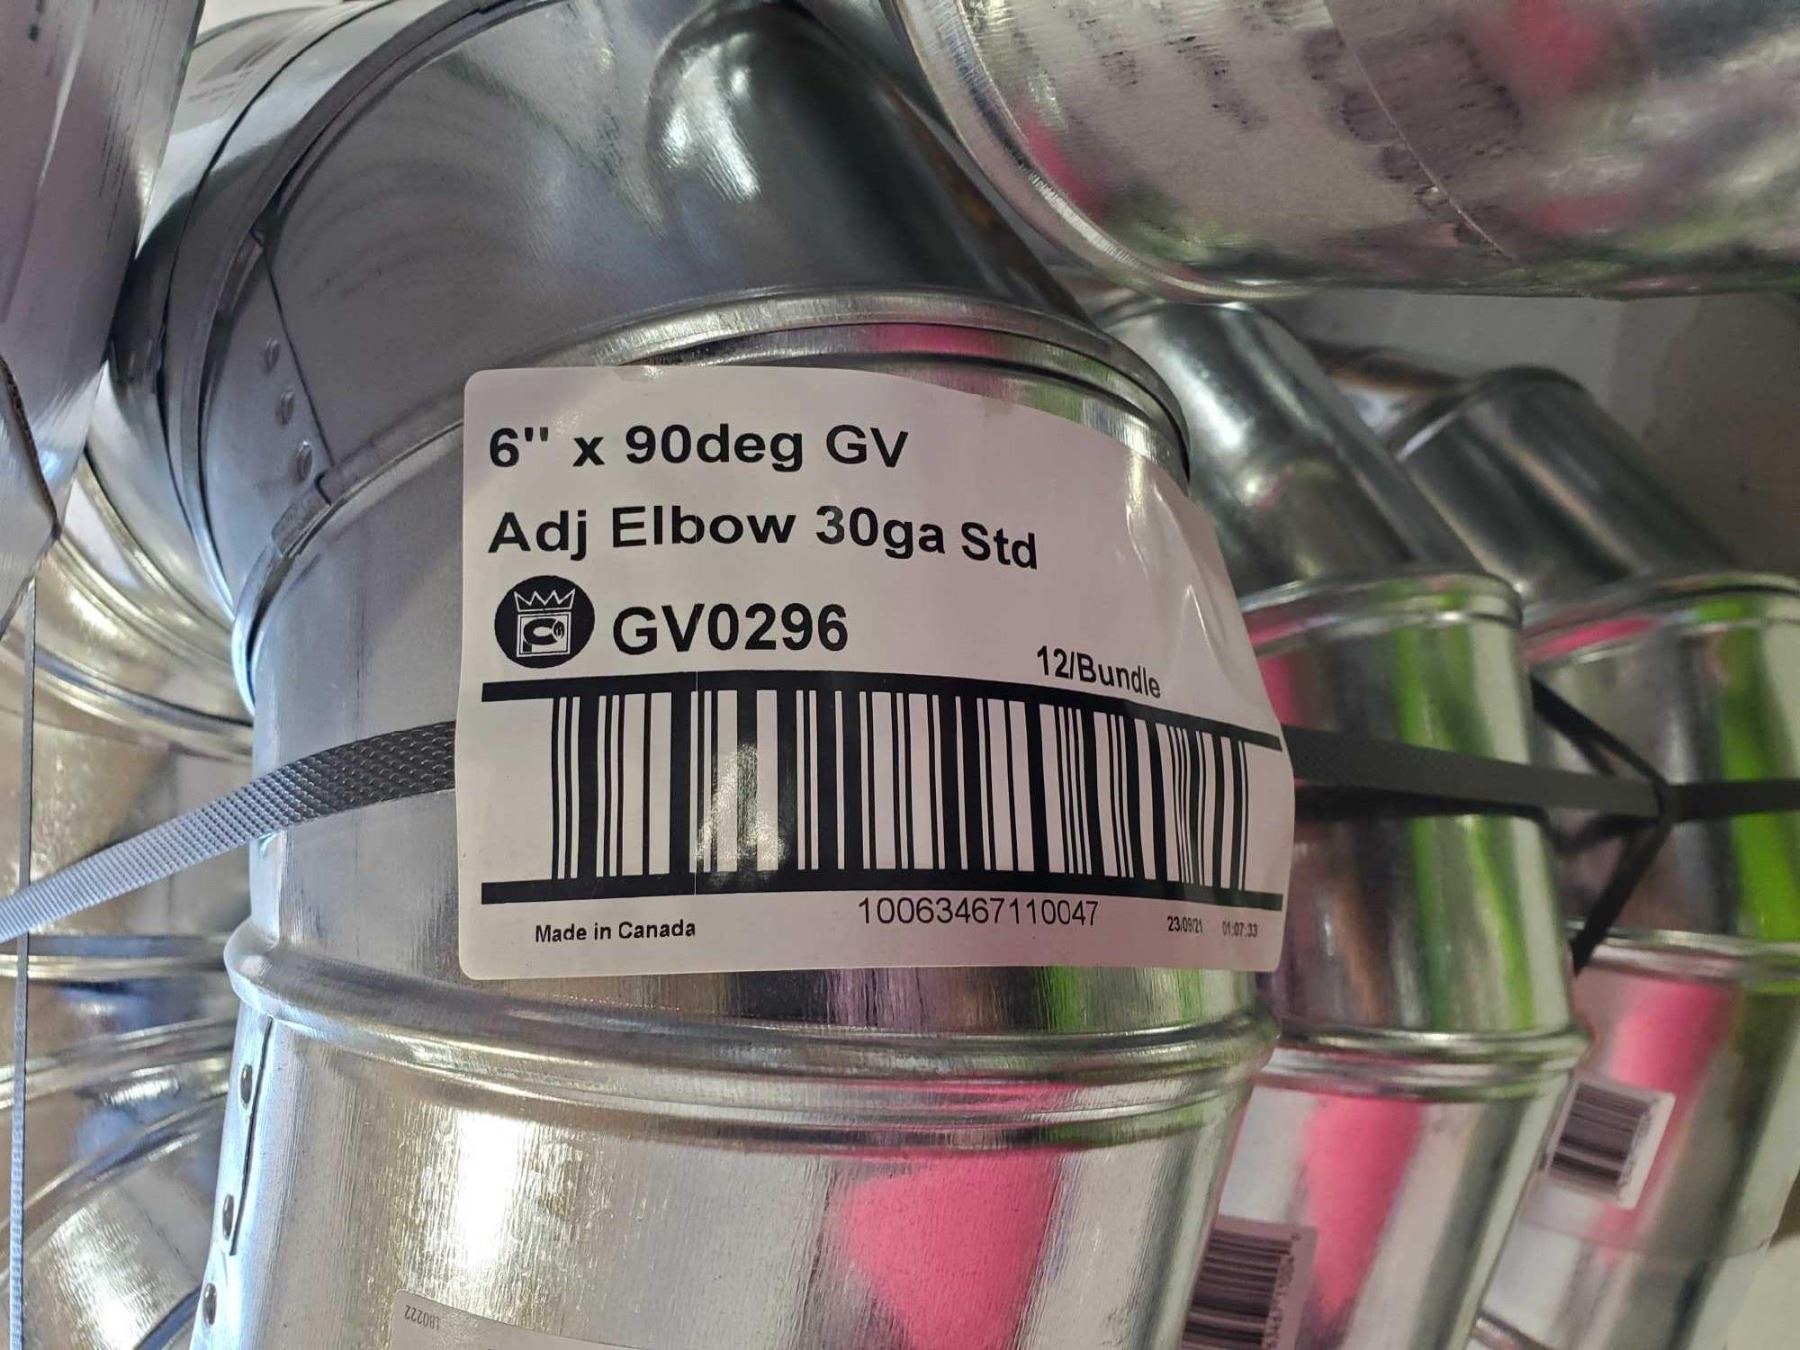 6" x 90deg GV
Adj Elbow 30ga Std
GV0296
12/Bundle
10063467110047
Made in Canada
23/09/21 01:07:33
LB0222